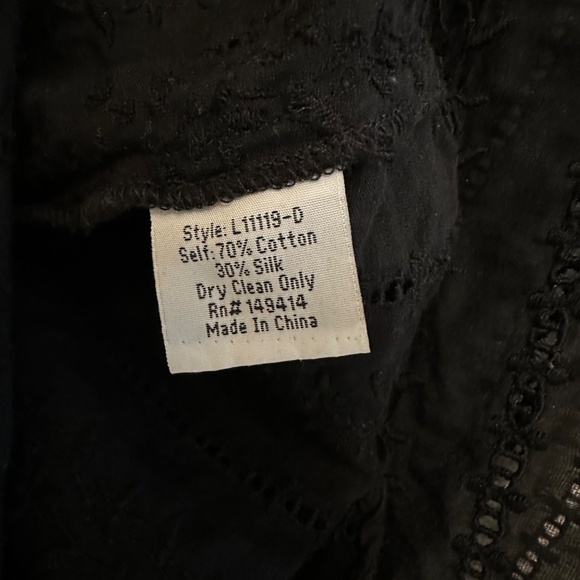 Style: L11119-D
Self:70% Cotton
30% Silk
Dry Clean Only
Rn# 149414
Made In China